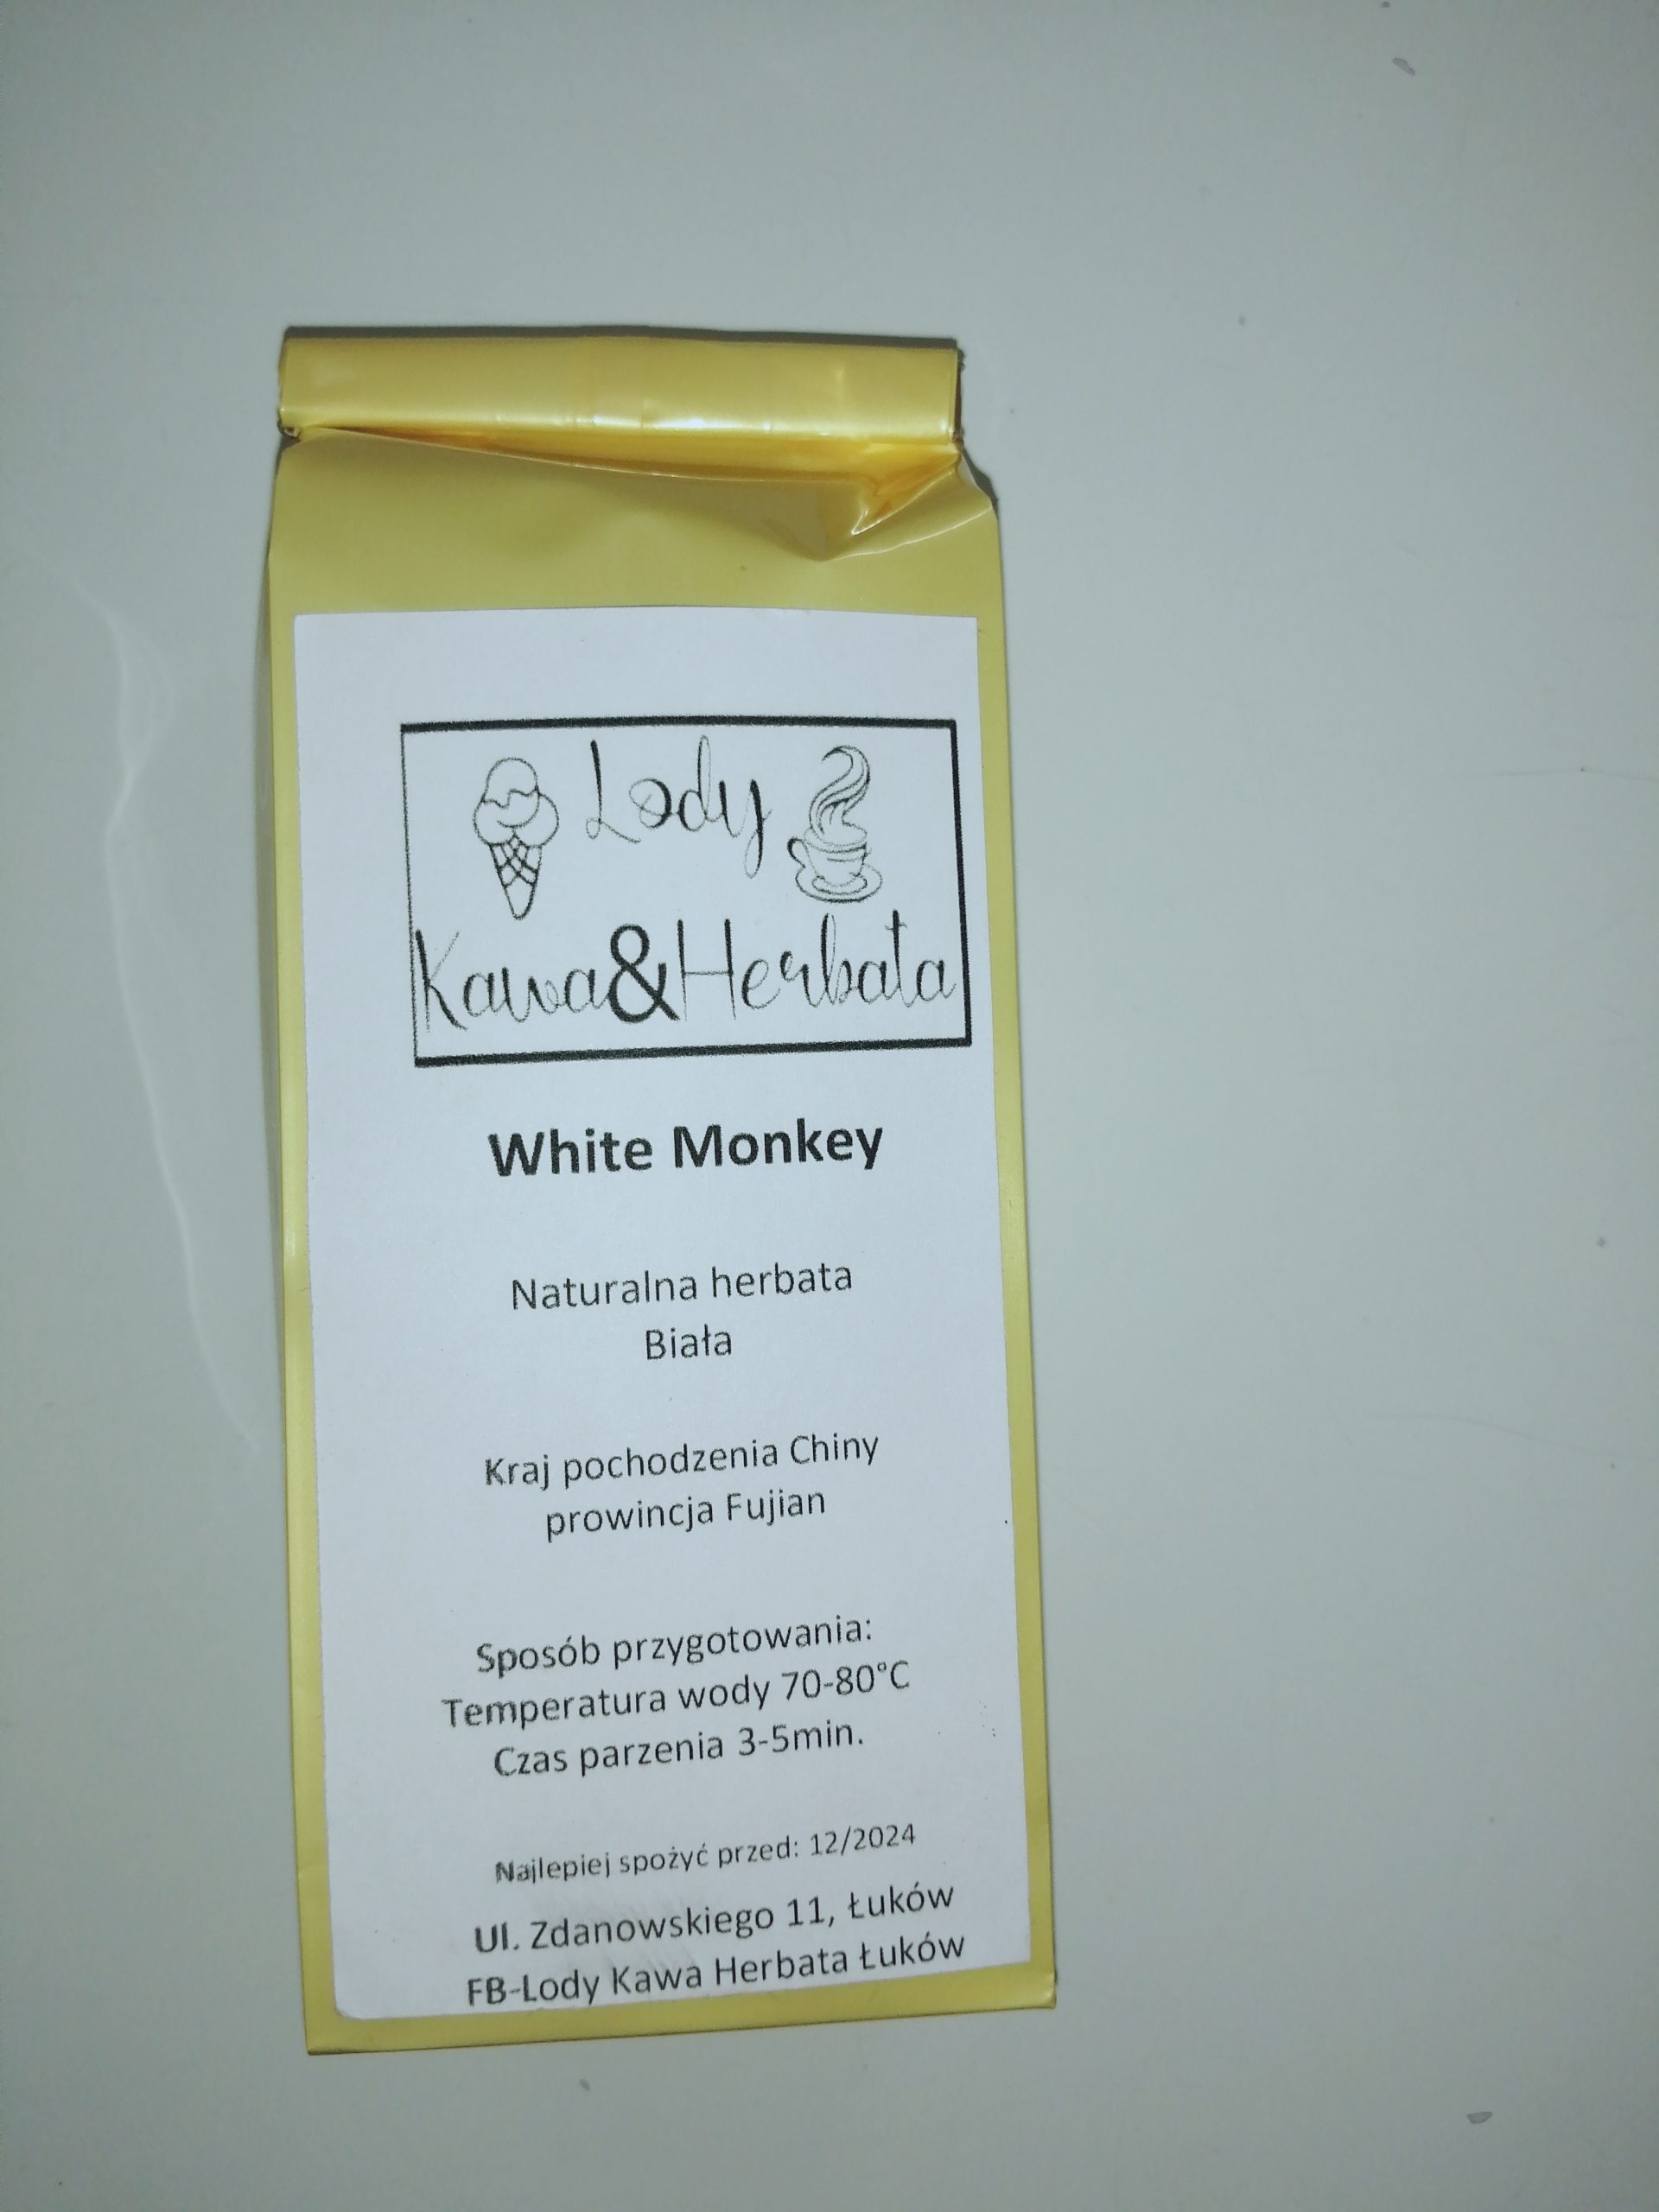 Lody
Kawa&Herbata
White Monkey
Naturalna herbata
Biała
Kraj pochodzenia Chiny
prowincja Fujian
Sposób przygotowania:
Temperatura wody 70-80°C
Czas parzenia 3-5min.
Najlepiej spożyć przed: 12/2024
Ul. Zdanowskiego 11, Łuków
FB-Lody Kawa Herbata Łuków